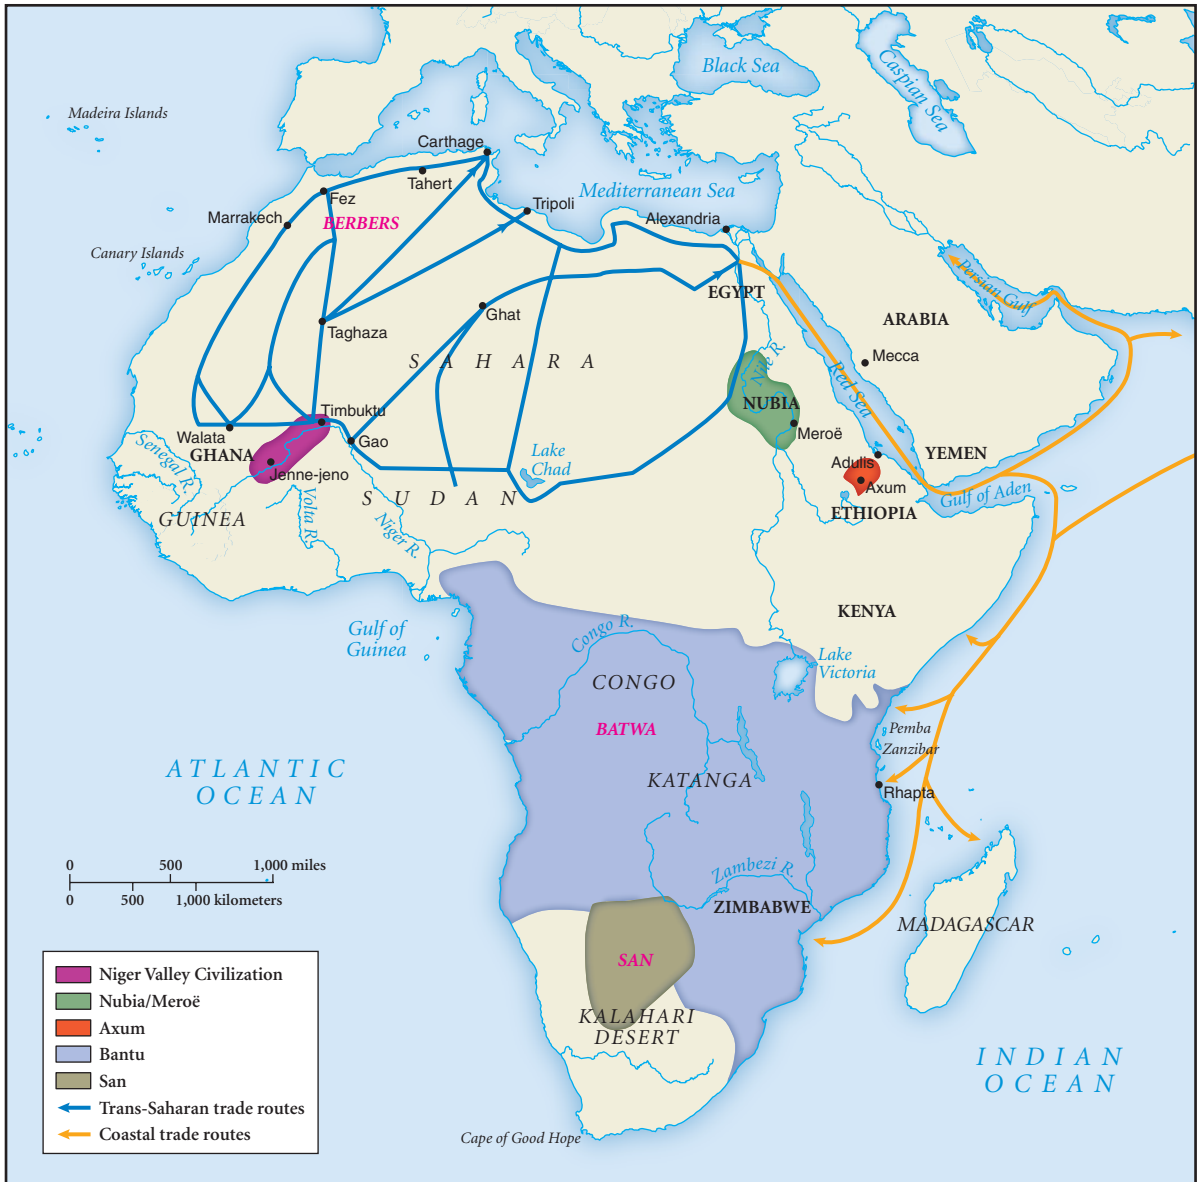 Black Sea
Caspian Sea
Madeira Islands
Carthage
Tahert
Mediterranean Sea
Fez
Tripoli
Marrakech
BERBERS
Alexandria
Canary Islands
Persian Gulf
EGYPT
Ghat
ARABIA
Taghaza
SAHARA
Mecca
Nile R.
Red Sea
NUBIA
Timbuktu
Walata
Gao
Meroë
GHANA
Senegal R.
Lake
Chad
YEMEN
Adulis
Jenne-jeno
Axum
SUDAN
Gulf of Aden
Volta R.
GUINEA
ETHIOPIA
Niger R.
KENYA
Gulf of
Guinea
Congo R.
Lake
Victoria
CONGO
BATWA
Pemba
Zanzibar
ATLANTIC
OCEAN
KATANGA
Rhapta
0 500 1,000 miles
0 500 1,000 kilometers
Zambezi R.
ZIMBABWE
MADAGASCAR
SAN
KALAHARI
DESERT
INDIAN
OCEAN
Cape of Good Hope
Niger Valley Civilization
Nubia/Meroë
Axum
Bantu
San
Trans-Saharan trade routes
Coastal trade routes